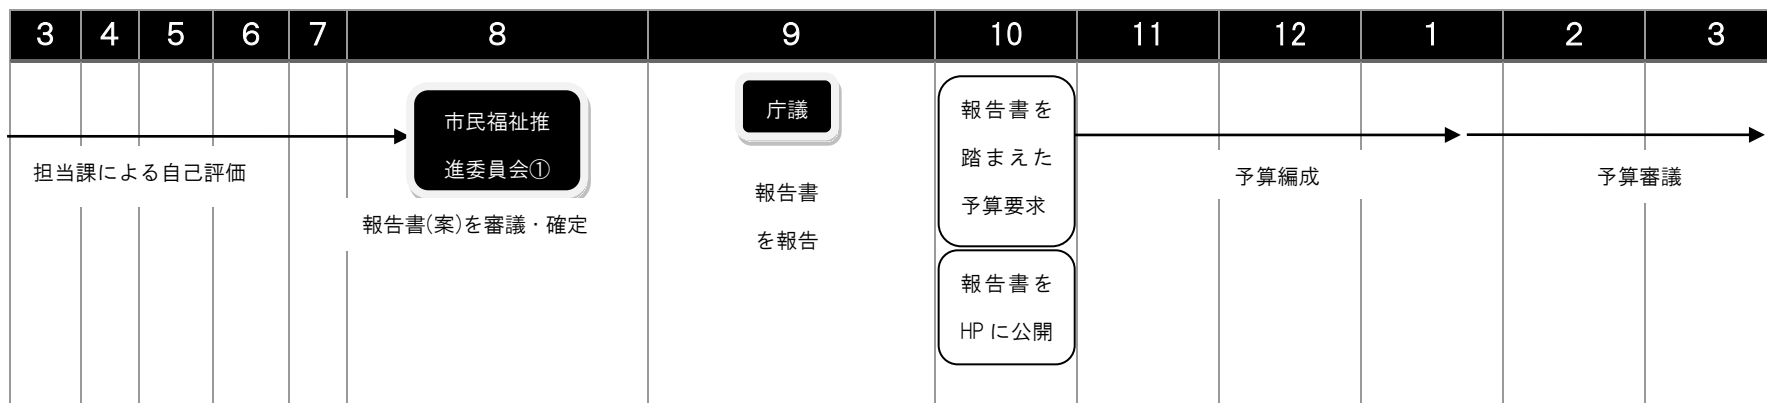 3 4 5 6 7 8 9 10 11 12 1 2 3
担当課による自己評価
市民福祉推
進委員会①
報告書(案)を審議・確定
庁議
報告書
を報告
報告書を
踏まえた
予算要求
報告書を
HPに公開
予算編成
予算審議